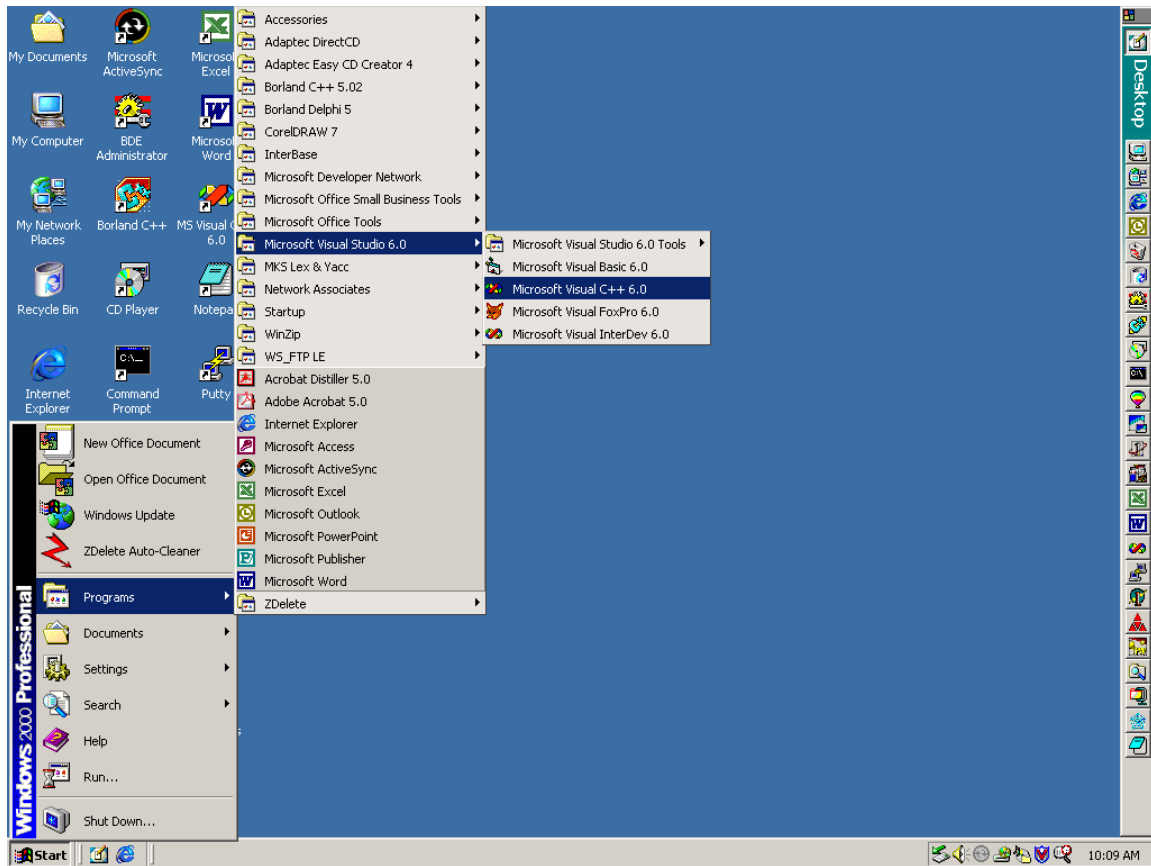 My Documents
Microsoft
ActiveSync
Microsof
Excel
My Computer
BDE
Administrator
Microsof
Word
My Network
Places
Borland C++
MS Visual
6.0
Recycle Bin
CD Player
Notepa
Internet
Explorer
Command
Prompt
Putty
Accessories
Adaptec DirectCD
Adaptec Easy CD Creator 4
Borland C++ 5.02
Borland Delphi 5
CorelDRAW 7
InterBase
Microsoft Developer Network
Microsoft Office Small Business Tools
Microsoft Office Tools
Microsoft Visual Studio 6.0
MKS Lex & Yacc
Network Associates
Startup
WinZip
WS_FTP LE
Acrobat Distiller 5.0
Adobe Acrobat 5.0
Internet Explorer
Microsoft Access
Microsoft ActiveSync
Microsoft Excel
Microsoft Outlook
Microsoft PowerPoint
Microsoft Publisher
Microsoft Word
ZDelete
Microsoft Visual Studio 6.0 Tools
Microsoft Visual Basic 6.0
Microsoft Visual C++ 6.0
Microsoft Visual FoxPro 6.0
Microsoft Visual InterDev 6.0
New Office Document
Open Office Document
Windows Update
ZDelete Auto-Cleaner
Programs
Documents
Settings
Search
Help
Run...
Shut Down...
Windows 2000 Professional
Desktop
Start
10:09 AM